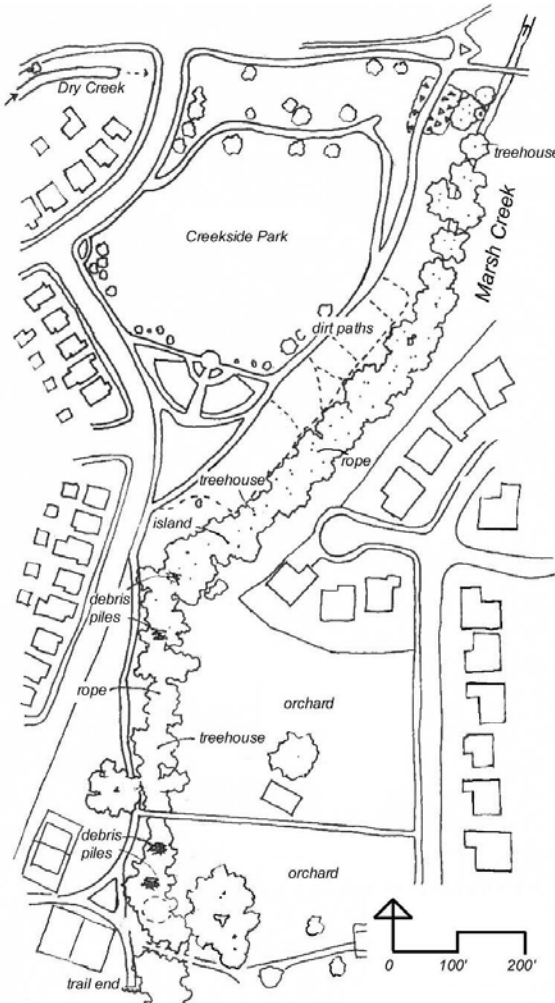 Dry Creek
treehouse
Marsh Creek
Creekside Park
dirt paths
rope
treehouse
island
debris
piles
rope
orchard
treehouse
debris
piles
orchard
trail end
0 100' 200'